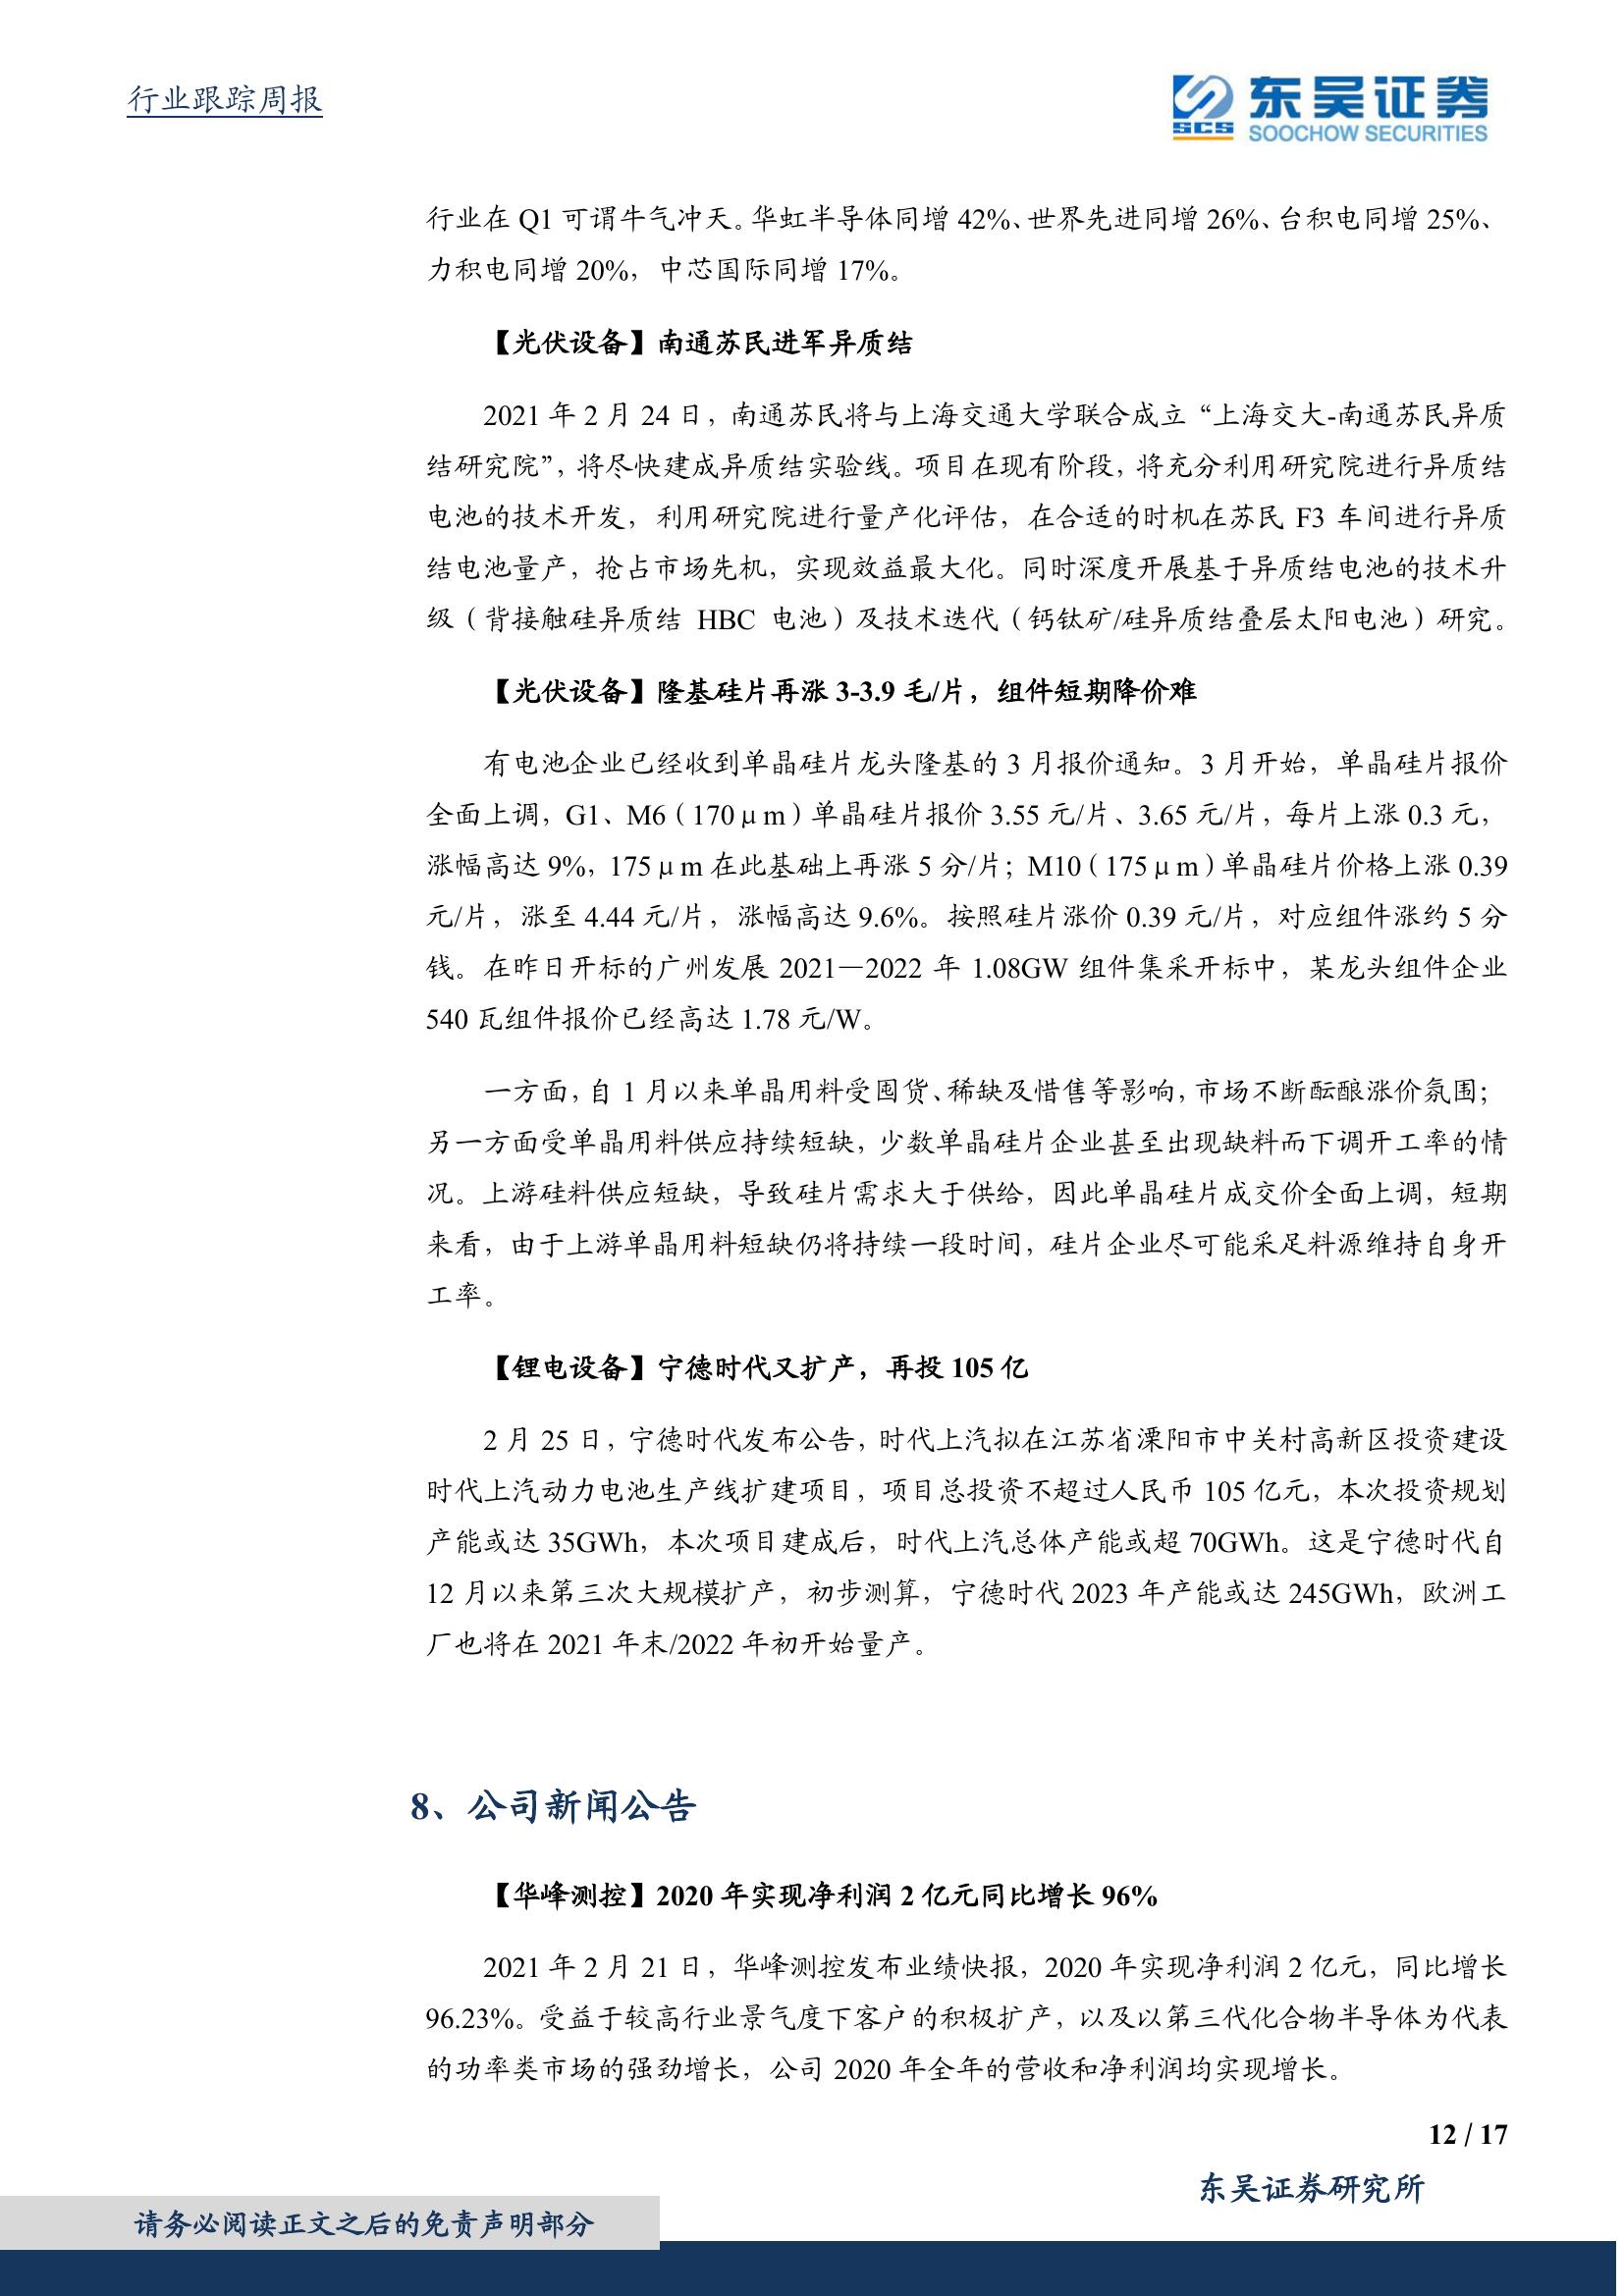 行业跟踪周报
东吴证券
SCS
SOOCHOW SECURITIES
行业在 Q1 可谓牛气冲天。华虹半导体同增 42%、世界先进同增 26%、台积电同增 25%、
力积电同增 20%，中芯国际同增 17%。
【光伏设备】南通苏民进军异质结
2021 年 2 月 24 日，南通苏民将与上海交通大学联合成立“上海交大-南通苏民异质
结研究院”，将尽快建成异质结实验线。项目在现有阶段，将充分利用研究院进行异质结
电池的技术开发，利用研究院进行量产化评估，在合适的时机在苏民 F3 车间进行异质
结电池量产，抢占市场先机，实现效益最大化。同时深度开展基于异质结电池的技术升
级（背接触硅异质结 HBC 电池）及技术迭代（钙钛矿/硅异质结叠层太阳电池）研究。
【光伏设备】隆基硅片再涨 3-3.9 毛/片，组件短期降价难
有电池企业已经收到单晶硅片龙头隆基的 3 月报价通知。3 月开始，单晶硅片报价
全面上调，G1、M6（170μm）单晶硅片报价 3.55 元/片、3.65 元/片，每片上涨 0.3 元，
涨幅高达 9%，175μm 在此基础上再涨 5 分/片；M10（175μm）单晶硅片价格上涨 0.39
元/片，涨至 4.44 元/片，涨幅高达 9.6%。按照硅片涨价 0.39 元/片，对应组件涨约 5 分
钱。在昨日开标的广州发展 2021—2022 年 1.08GW 组件集采开标中，某龙头组件企业
540 瓦组件报价已经高达 1.78 元/W。
一方面，自 1 月以来单晶用料受囤货、稀缺及惜售等影响，市场不断酝酿涨价氛围；
另一方面受单晶用料供应持续短缺，少数单晶硅片企业甚至出现缺料而下调开工率的情
况。上游硅料供应短缺，导致硅片需求大于供给，因此单晶硅片成交价全面上调，短期
来看，由于上游单晶用料短缺仍将持续一段时间，硅片企业尽可能采足料源维持自身开
工率。
【锂电设备】宁德时代又扩产，再投 105 亿
2 月 25 日，宁德时代发布公告，时代上汽拟在江苏省溧阳市中关村高新区投资建设
时代上汽动力电池生产线扩建项目，项目总投资不超过人民币 105 亿元，本次投资规划
产能或达 35GWh，本次项目建成后，时代上汽总体产能或超 70GWh。这是宁德时代自
12 月以来第三次大规模扩产，初步测算，宁德时代 2023 年产能或达 245GWh，欧洲工
厂也将在 2021 年末/2022 年初开始量产。
8、公司新闻公告
【华峰测控】2020 年实现净利润 2 亿元同比增长 96%
2021 年 2 月 21 日，华峰测控发布业绩快报，2020 年实现净利润 2 亿元，同比增长
96.23%。受益于较高行业景气度下客户的积极扩产，以及以第三代化合物半导体为代表
的功率类市场的强劲增长，公司 2020 年全年的营收和净利润均实现增长。
12 / 17
东吴证券研究所
请务必阅读正文之后的免责声明部分